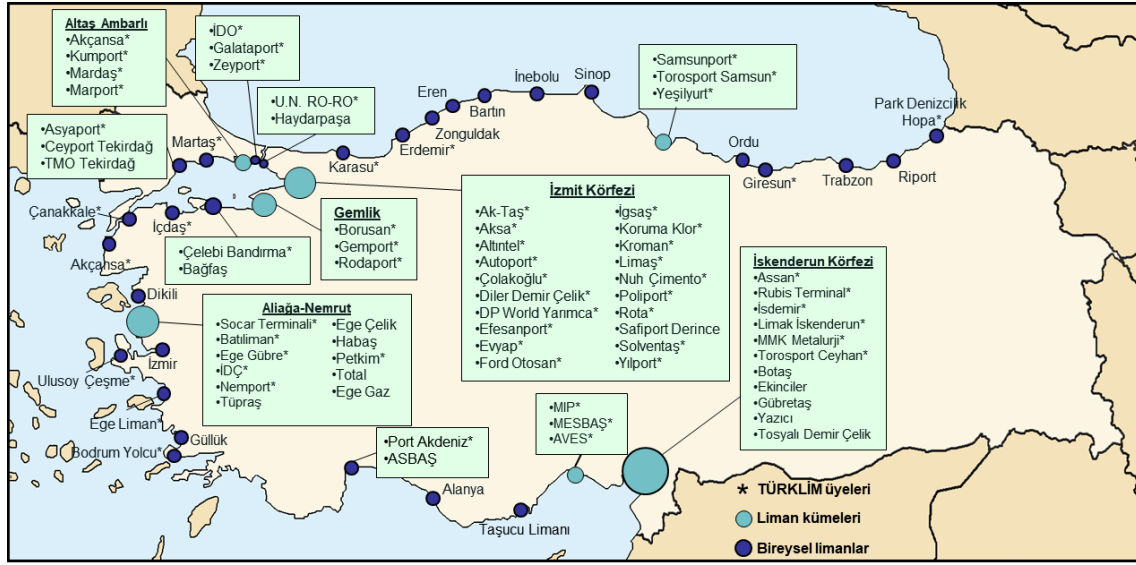 Altaş Ambarlı
•Akçansa*
•Kumport*
•Mardaş*
•Marport*
•İDO*
•Galataport*
•Zeyport*
•U.N. RO-RO*
•Haydarpaşa
•Asyaport*
•Ceyport Tekirdağ
•TMO Tekirdağ
Martaş*
Karasu*
Erdemir*
Eren
Zonguldak
Bartın
İnebolu
Sinop
•Samsunport*
•Torosport Samsun*
•Yeşilyurt*
Ordu
Giresun*
Trabzon
Riport
Park Denizcilik
Hopa*
Çanakkale*
İçdaş*
Akçansa*
•Çelebi Bandırma*
•Bağfaş
Gemlik
•Borusan*
•Gemport*
•Rodaport*
İzmit Körfezi
•Ak-Taş*
•Aksa*
•Altıntel*
•Autoport*
•Çolakoğlu*
•Diler Demir Çelik*
•DP World Yarımca*
•Efesanport*
•Evyap*
•Ford Otosan*
•İgsaş*
•Koruma Klor*
•Kroman*
•Limaş*
•Nuh Çimento*
•Poliport*
•Rota*
•Safiport Derince
•Solventaş*
•Yılport*
İskenderun Körfezi
•Assan*
•Rubis Terminal*
•İsdemir*
•Limak İskenderun*
•MMK Metalurji*
•Torosport Ceyhan*
•Botaş
•Ekinciler
•Gübretaş
•Yazıcı
•Tosyalı Demir Çelik
Dikili
Aliağa-Nemrut
•Socar Terminali*
•Batıliman*
•Ege Gübre*
•İDÇ*
•Nemport*
•Tüpraş
•Ege Çelik
•Habaş
•Petkim*
•Total
•Ege Gaz
İzmir
Ulusoy Çeşme*
Ege Liman*
Güllük
Bodrum Yolcu*
•Port Akdeniz*
•ASBAŞ
Alanya
Taşucu Limanı
•MIP*
•MESBAŞ*
•AVES*
* TÜRKLİM üyeleri
Liman kümeleri
Bireysel limanlar